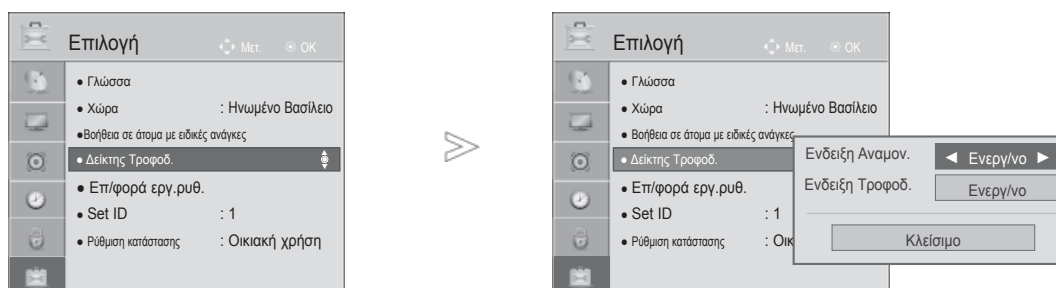 Επιλογή Μετ. OK
• Γλώσσα
• Χώρα : Ηνωμένο Βασίλειο
•Βοήθεια σε άτομα με ειδικές ανάγκες
• Δείκτης Τροφοδ.
• Επ/φορά εργ.ρυθ.
• Set ID : 1
• Ρύθμιση κατάστασης : Οικιακή χρήση
Επιλογή Μετ. OK
• Γλώσσα
• Χώρα : Ηνωμένο Βασίλειο
• Βοήθεια σε άτομα με ειδικές ανάγκες
• Δείκτης Τροφοδ.
• Επ/φορά εργ.ρυθ.
• Set ID : 1
• Ρύθμιση κατάστασης : Οικ
Ενδειξη Αναμον. ◄ Ενεργ/νο ►
Ενδειξη Τροφοδ. Ενεργ/νο
Κλείσιμο